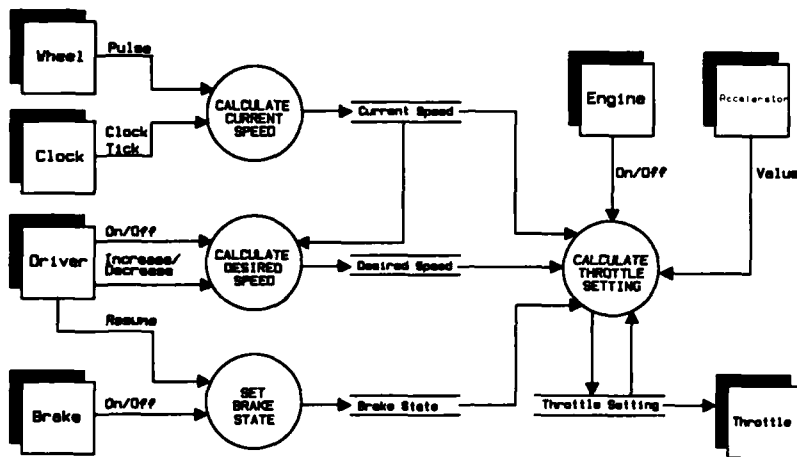 Wheel
Pulse
CALCULATE
CURRENT
SPEED
Current Speed
Engine
Accelerator
Clock
Clock
Tick
On/Off
Value
Driver
On/Off
Increase/
Decrease
CALCULATE
DESIRED
SPEED
Desired Speed
CALCULATE
THROTTLE
SETTING
Resume
Brake
On/Off
SET
BRAKE
STATE
Brake State
Throttle Setting
Throttle